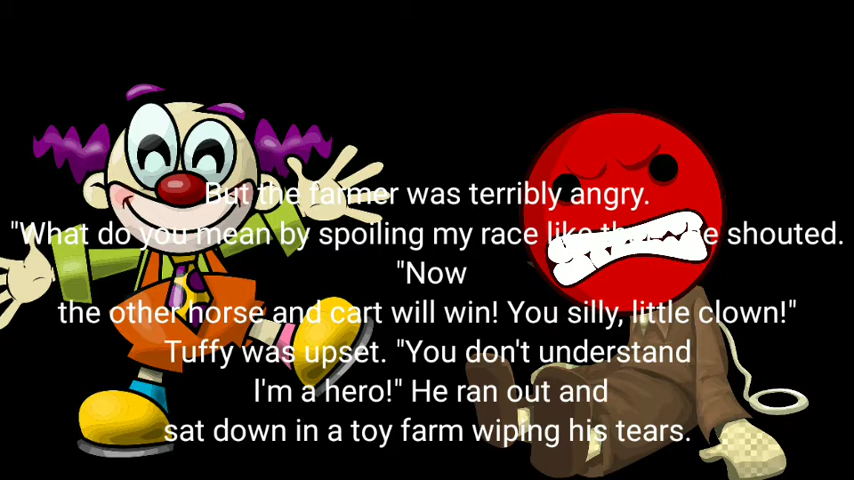 But the farmer was terribly angry.
"What do you mean by spoiling my race like he shouted.
"Now
the other horse and cart will win! You silly, little clown!"
Tuffy was upset. "You don't understand
I'm a hero!" He ran out and
sat down in a toy farm wiping his tears.